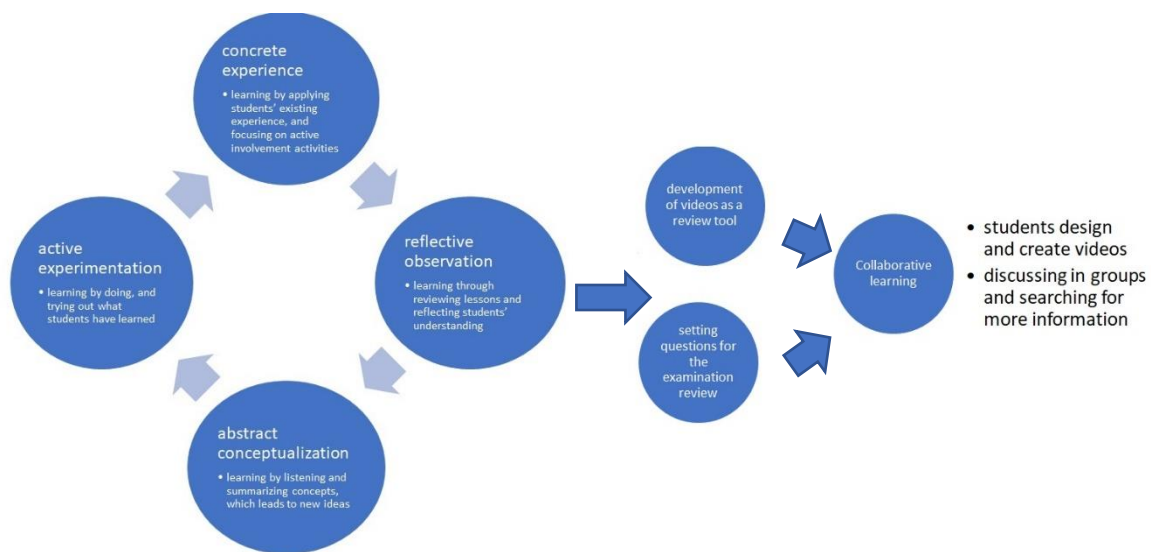 concrete
experience
• learning by applying
students’ existing
experience, and
focusing on active
involvement activities
active
experimentation
• learning by doing, and
trying out what
students have learned
reflective
observation
• learning through
reviewing lessons and
reflecting students’
understanding
abstract
conceptualization
• learning by listening and
summarizing concepts,
which leads to new ideas
development
of videos as a
review tool
setting
questions for
the
examination
review
Collaborative
learning
• students design
and create videos
• discussing in groups
and searching for
more information